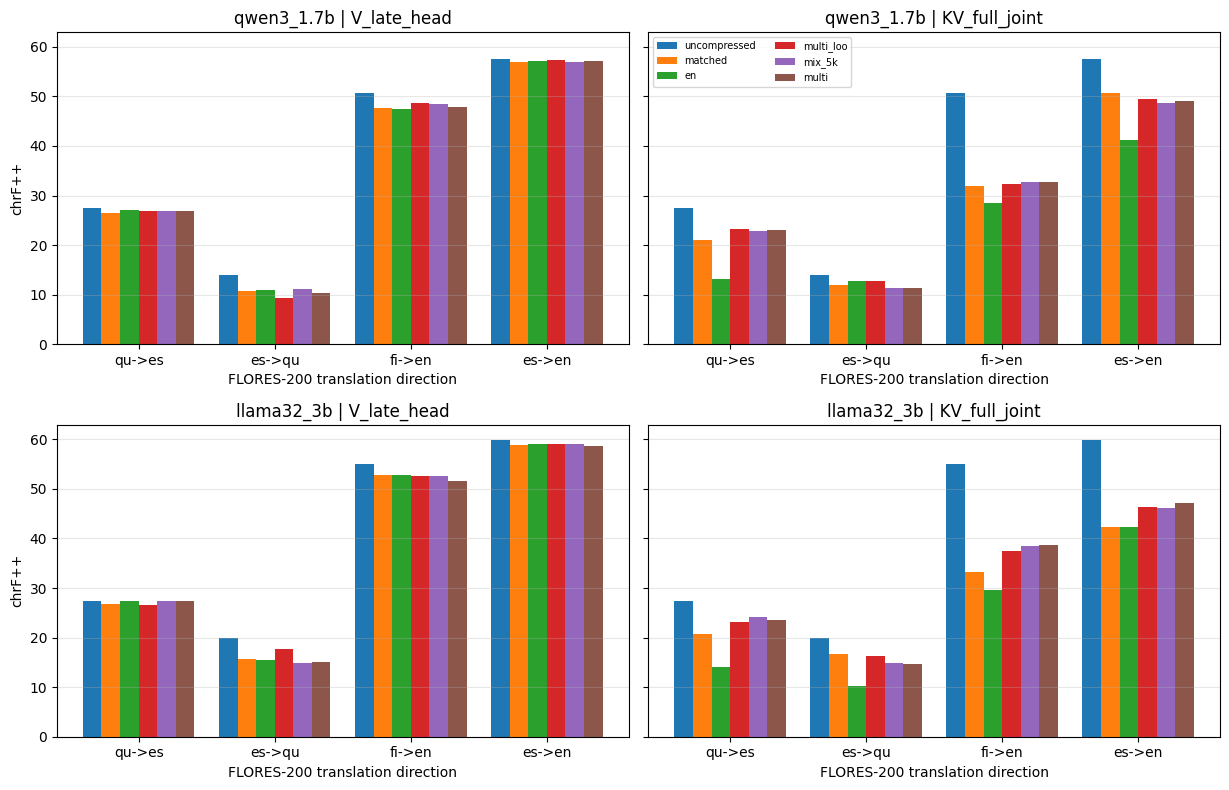 qwen3_1.7b | V_late_head
chrF++
60
50
40
30
20
10
0
qu->es es->qu fi->en es->en
FLORES-200 translation direction
qwen3_1.7b | KV_full_joint
uncompressed multi_loo
matched mix_5k
en multi
qu->es es->qu fi->en es->en
FLORES-200 translation direction
llama32_3b | V_late_head
chrF++
60
50
40
30
20
10
0
qu->es es->qu fi->en es->en
FLORES-200 translation direction
llama32_3b | KV_full_joint
qu->es es->qu fi->en es->en
FLORES-200 translation direction